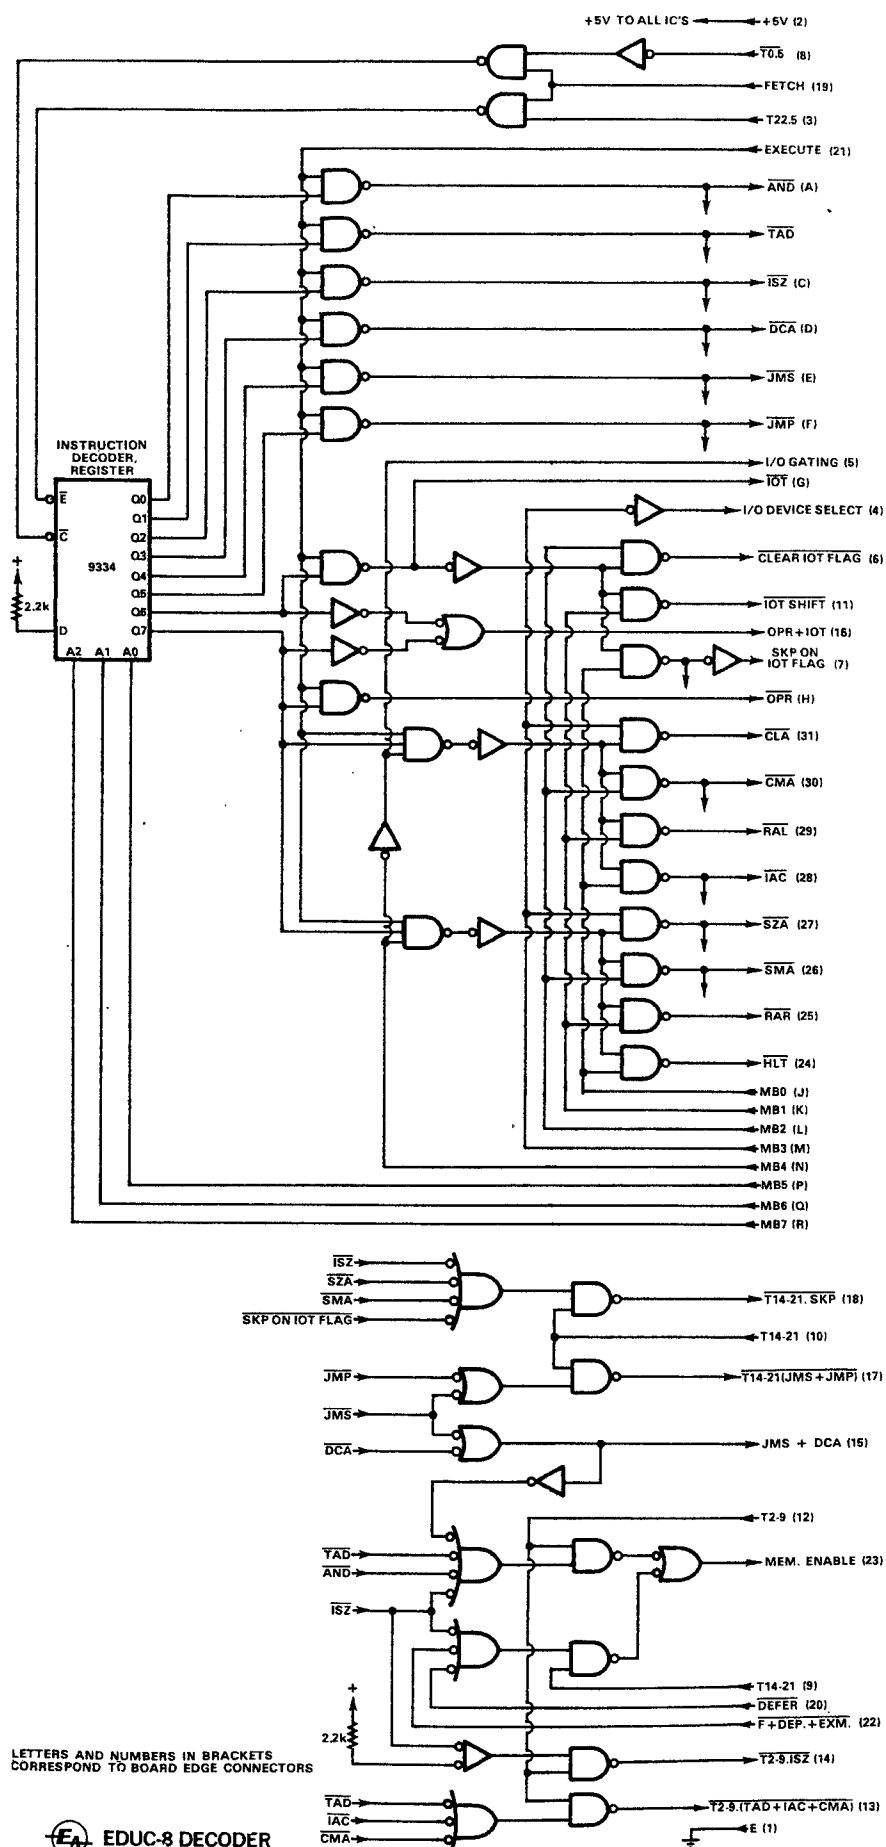 +5V TO ALL IC'S +5V (2)
T0.5 (8)
FETCH (19)
T22.5 (3)
EXECUTE (21)
AND (A)
TAD
ISZ (C)
DCA (D)
JMS (E)
JMP (F)
INSTRUCTION
DECODER,
REGISTER
I/O GATING (5)
IOT (G)
E Q0
Q1
I/O DEVICE SELECT (4)
C Q2
Q3
9334
Q4
Q5
Q6
D Q7
A2 A1 A0
+
2.2k
CLEAR IOT FLAG (6)
IOT SHIFT (11)
OPR+IOT (16)
SKP ON
IOT FLAG (7)
OPR (H)
CLA (31)
CMA (30)
RAL (29)
IAC (28)
SZA (27)
SMA (26)
RAR (25)
HLT (24)
MB0 (J)
MB1 (K)
MB2 (L)
MB3 (M)
MB4 (N)
MB5 (P)
MB6 (Q)
MB7 (R)
ISZ
SZA
SMA
SKP ON IOT FLAG
T14-21. SKP (18)
T14-21 (10)
JMP
T14-21(JMS+JMP) (17)
JMS
DCA
JMS + DCA (15)
T2-9 (12)
TAD
AND
MEM. ENABLE (23)
ISZ
T14-21 (9)
DEFER (20)
F+DEP.+EXM. (22)
+
2.2k
T2-9.ISZ (14)
LETTERS AND NUMBERS IN BRACKETS
CORRESPOND TO BOARD EDGE CONNECTORS
TAD
IAC
CMA
T2-9.(TAD+IAC+CMA) (13)
E (1)
EA EDUC-8 DECODER